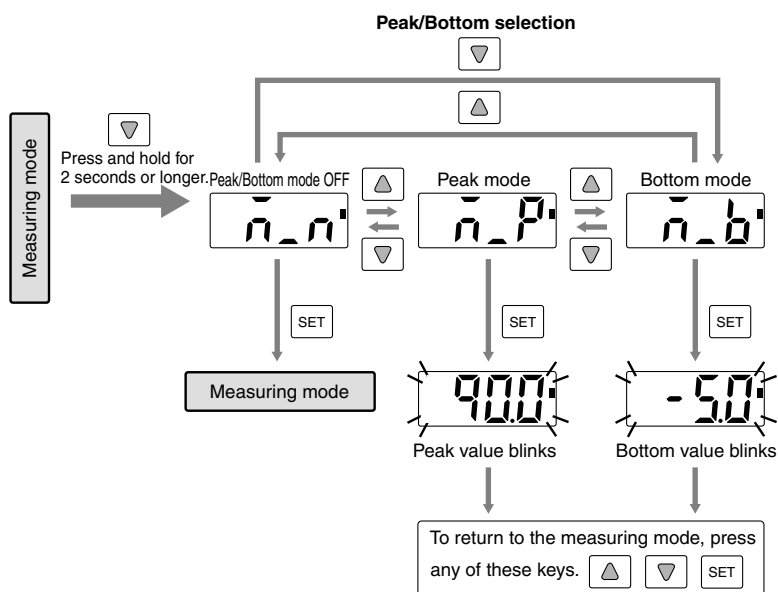 Peak/Bottom selection
Measuring mode
Press and hold for
2 seconds or longer.
Peak/Bottom mode OFF
Peak mode
Bottom mode
n_n
n_P
n_b
SET
SET
SET
Measuring mode
90.0
-5.0
Peak value blinks
Bottom value blinks
To return to the measuring mode, press
any of these keys. SET